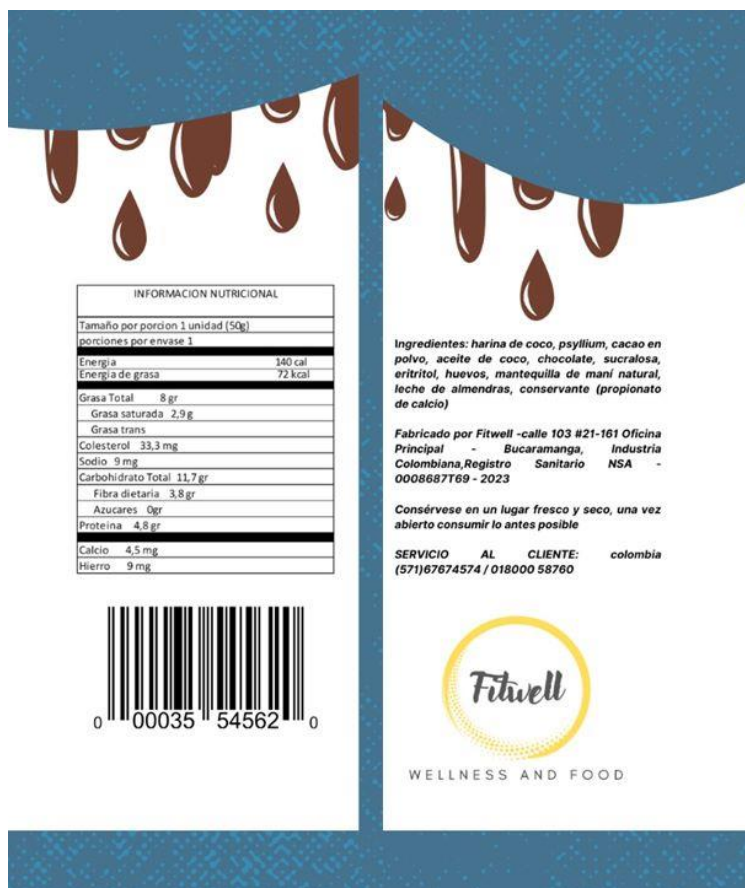 INFORMACION NUTRICIONAL
Tamaño por porcion 1 unidad (50g)
porciones por envase 1
Energia 140 cal
Energia de grasa 72 kcal
Grasa Total 8 gr
Grasa saturada 2,9 g
Grasa trans
Colesterol 33,3 mg
Sodio 9 mg
Carbohidrato Total 11,7 gr
Fibra dietaria 3,8 gr
Azucares 0gr
Proteina 4,8 gr
Calcio 4,5 mg
Hierro 9 mg
0 00035 54562 0
Ingredientes: harina de coco, psyllium, cacao en
polvo, aceite de coco, chocolate, sucralosa,
eritritol, huevos, mantequilla de maní natural,
leche de almendras, conservante (propionato
de calcio)
Fabricado por Fitwell -calle 103 #21-161 Oficina
Principal - Bucaramanga, Industria
Colombiana,Registro Sanitario NSA -
0008687T69 - 2023
Consérvese en un lugar fresco y seco, una vez
abierto consumir lo antes posible
SERVICIO AL CLIENTE: colombia
(571)67674574 / 018000 58760
Fitwell
WELLNESS AND FOOD